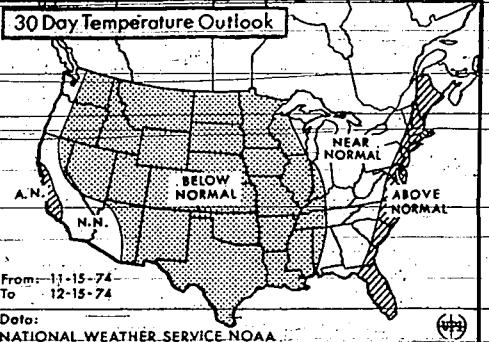 30 Day Temperature Outlook
NEAR
NORMAL
BELOW
NORMAL
A.N.
ABOVE
NORMAL
N.N.
From: 11-15-74
To 12-15-74
Data:
NATIONAL WEATHER SERVICE NOAA
UPI